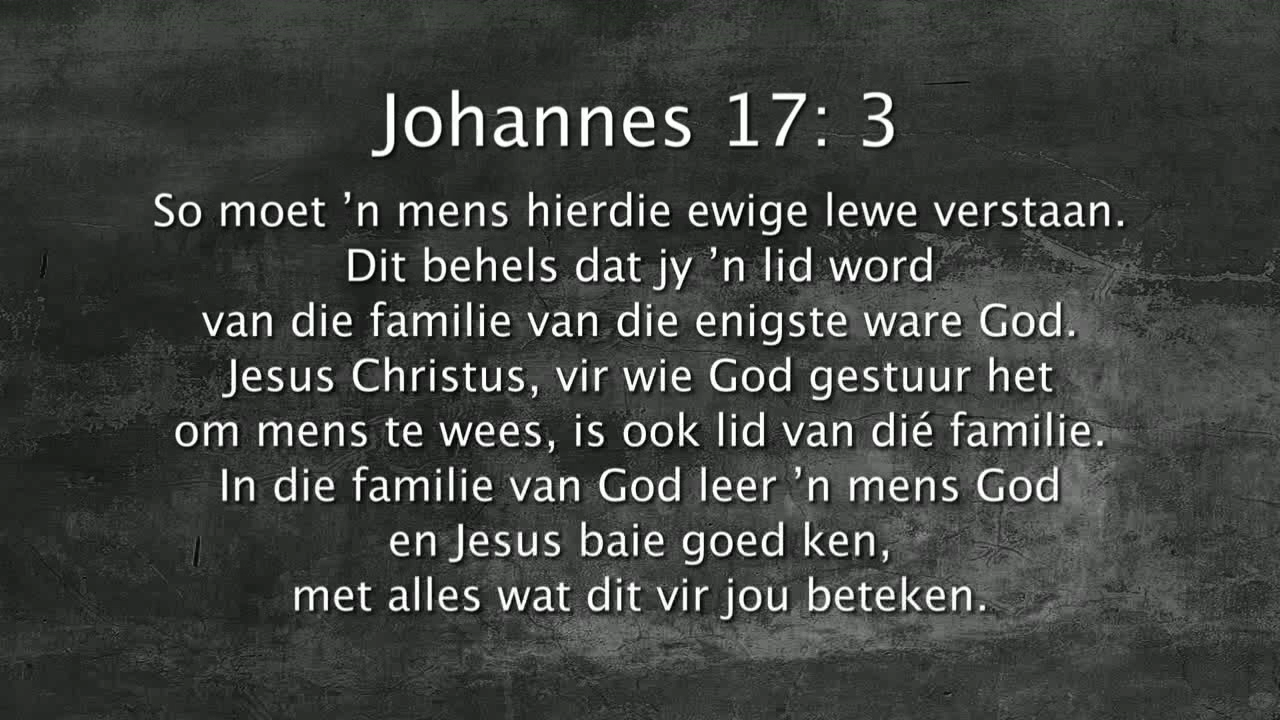 Johannes 17: 3
So moet ’n mens hierdie ewige lewe verstaan.
Dit behels dat jy ’n lid word
van die familie van die enigste ware God.
Jesus Christus, vir wie God gestuur het
om mens te wees, is ook lid van dié familie.
In die familie van God leer ’n mens God
en Jesus baie goed ken,
met alles wat dit vir jou beteken.